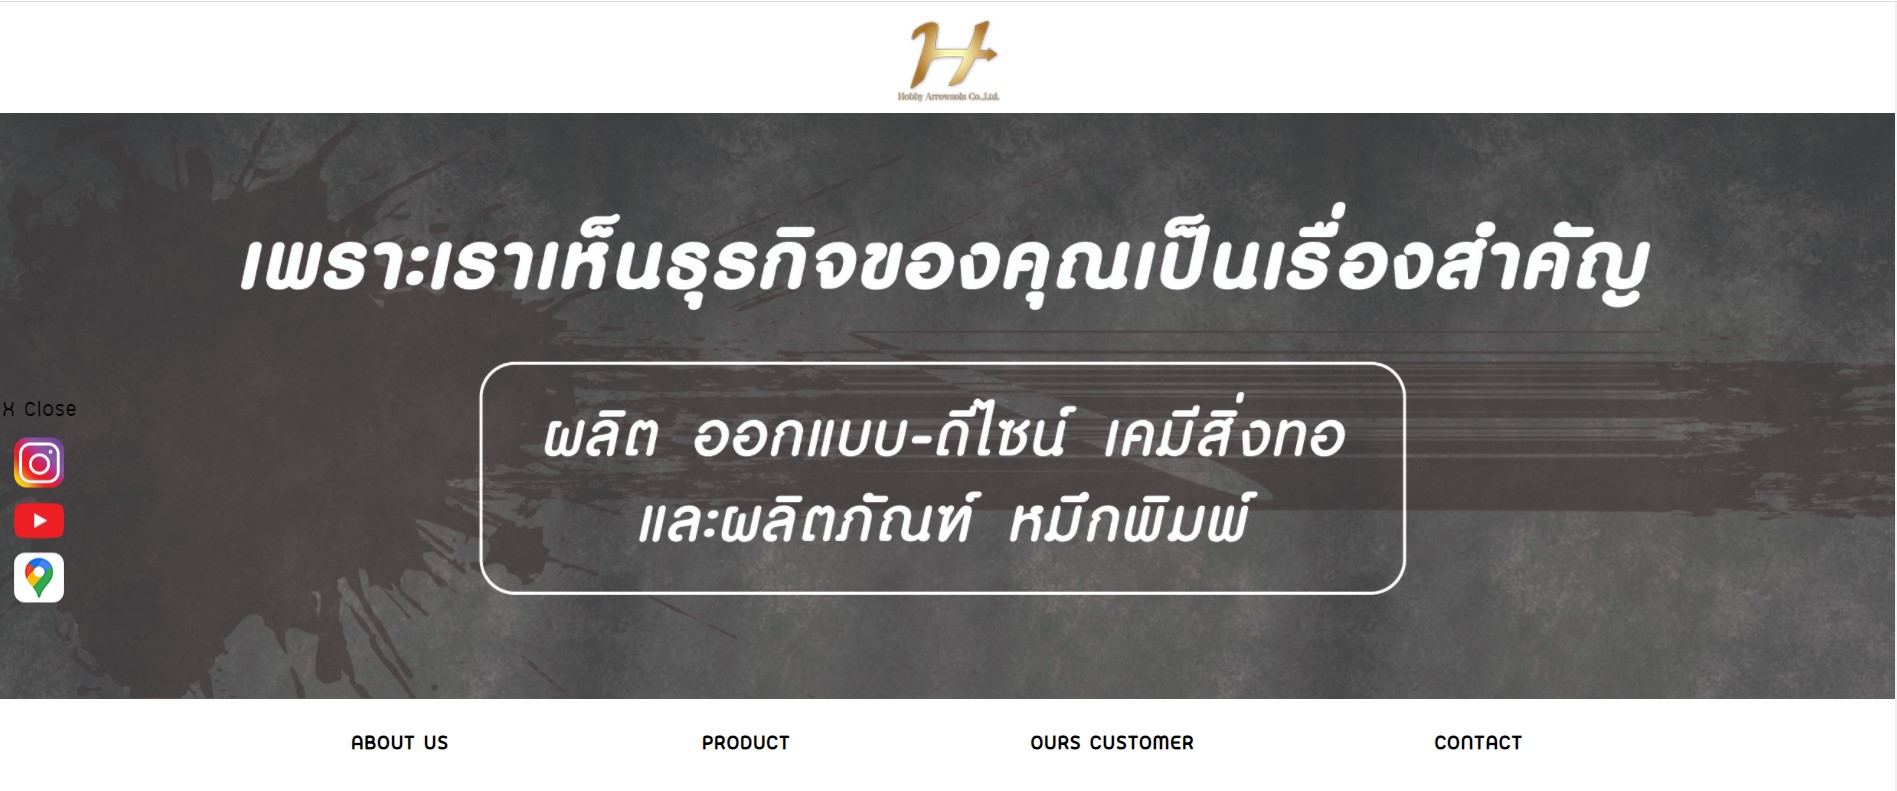 H
Hobby Arrowsols Co.,Ltd.
เพราะเราเห็นธุรกิจของคุณเป็นเรื่องสำคัญ
ผลิต ออกแบบ-ดีไซน์ เคมีสิ่งทอ
และผลิตภัณฑ์ หมึกพิมพ์
X Close
ABOUT US PRODUCT OURS CUSTOMER CONTACT